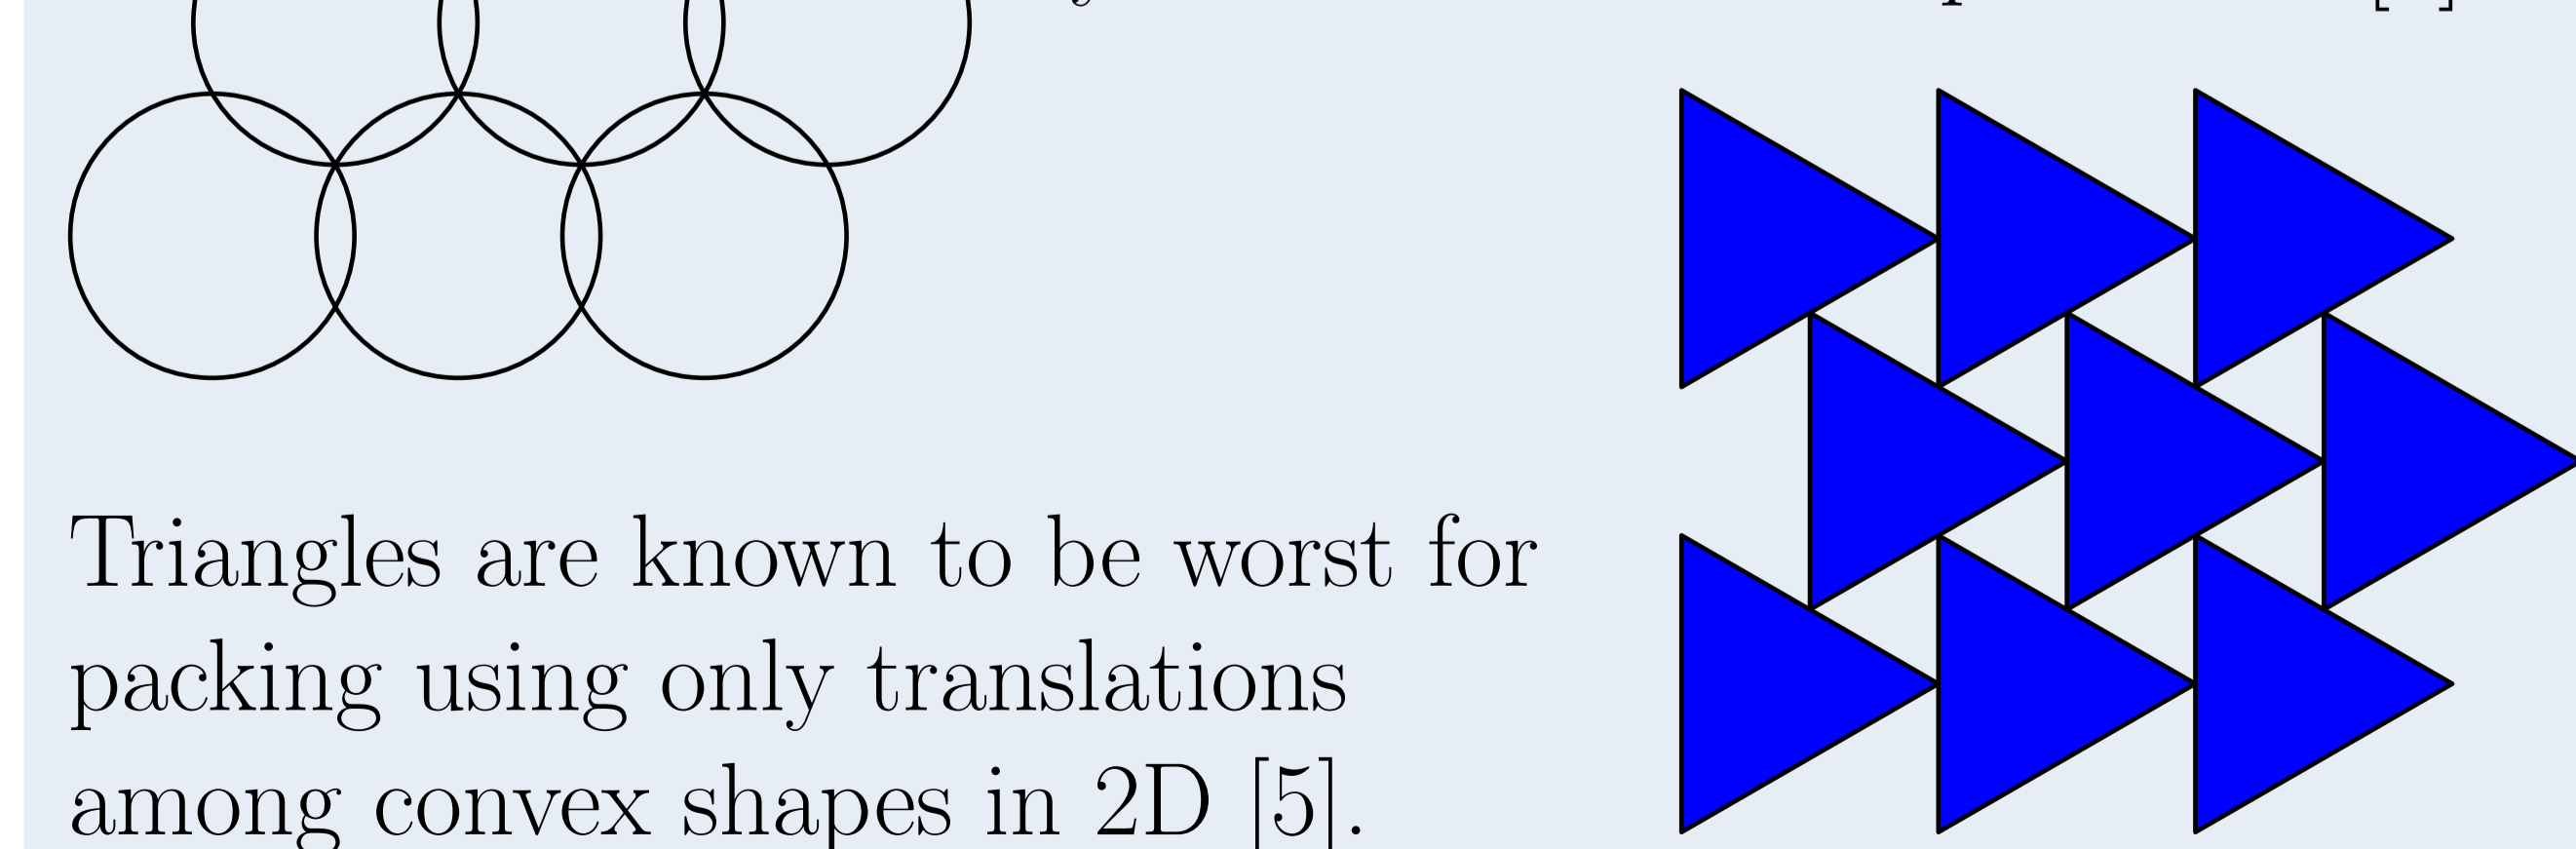 Triangles are known to be worst for
packing using only translations
among convex shapes in 2D [5].